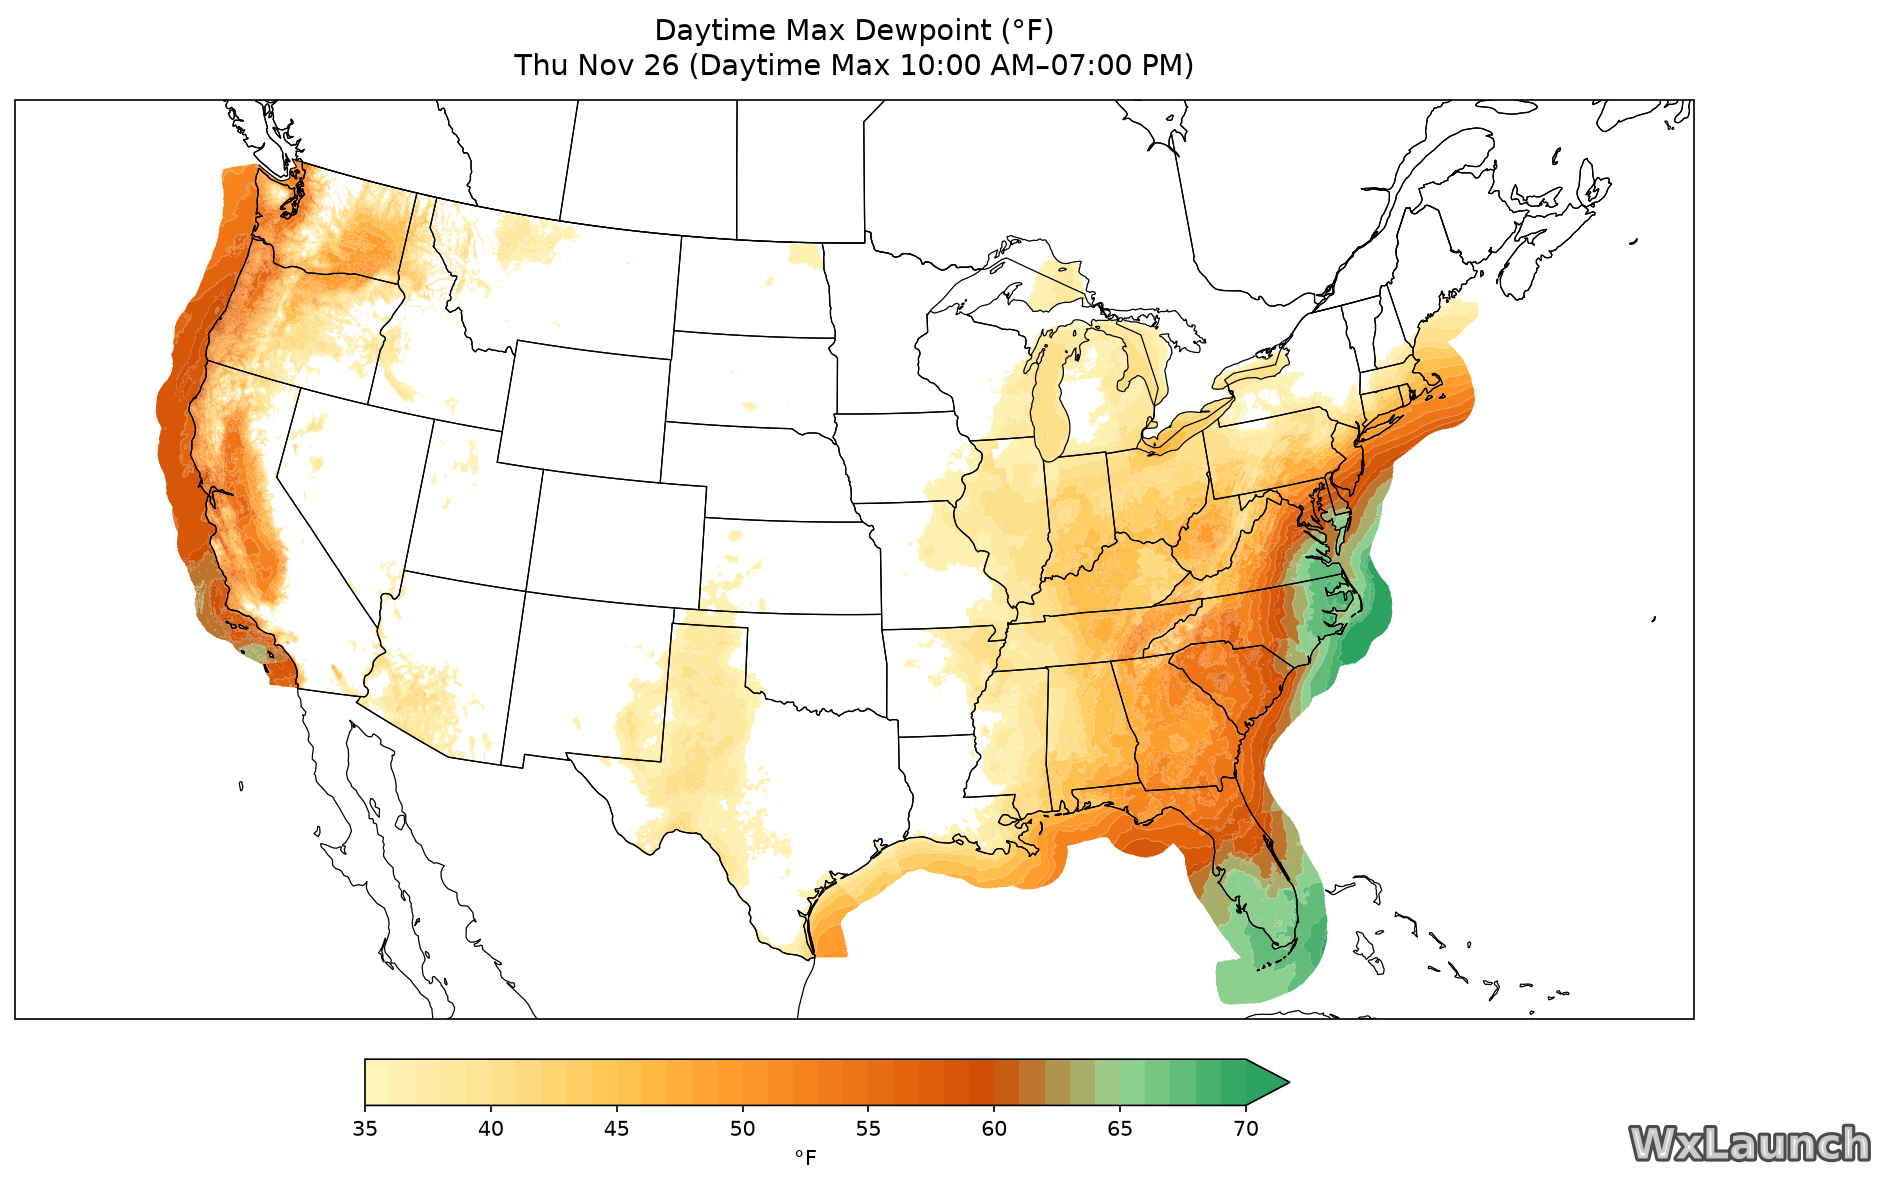 Daytime Max Dewpoint (°F)
Thu Nov 26 (Daytime Max 10:00 AM–07:00 PM)
35 40 45 50 55 60 65 70
°F
WxLaunch